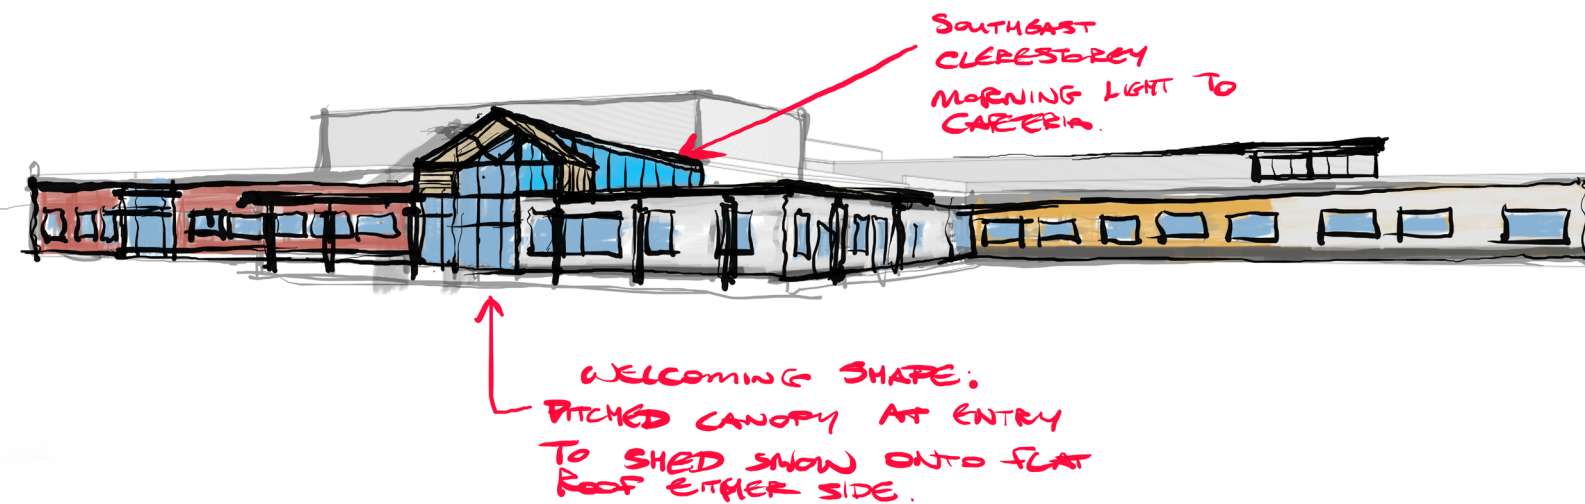 SOUTHEAST
CLERESTOREY
MORNING LIGHT TO
CAFETERIA.
WELCOMING SHAPE:
PITCHED CANOPY AT ENTRY
TO SHED SNOW ONTO FLAT
ROOF EITHER SIDE.